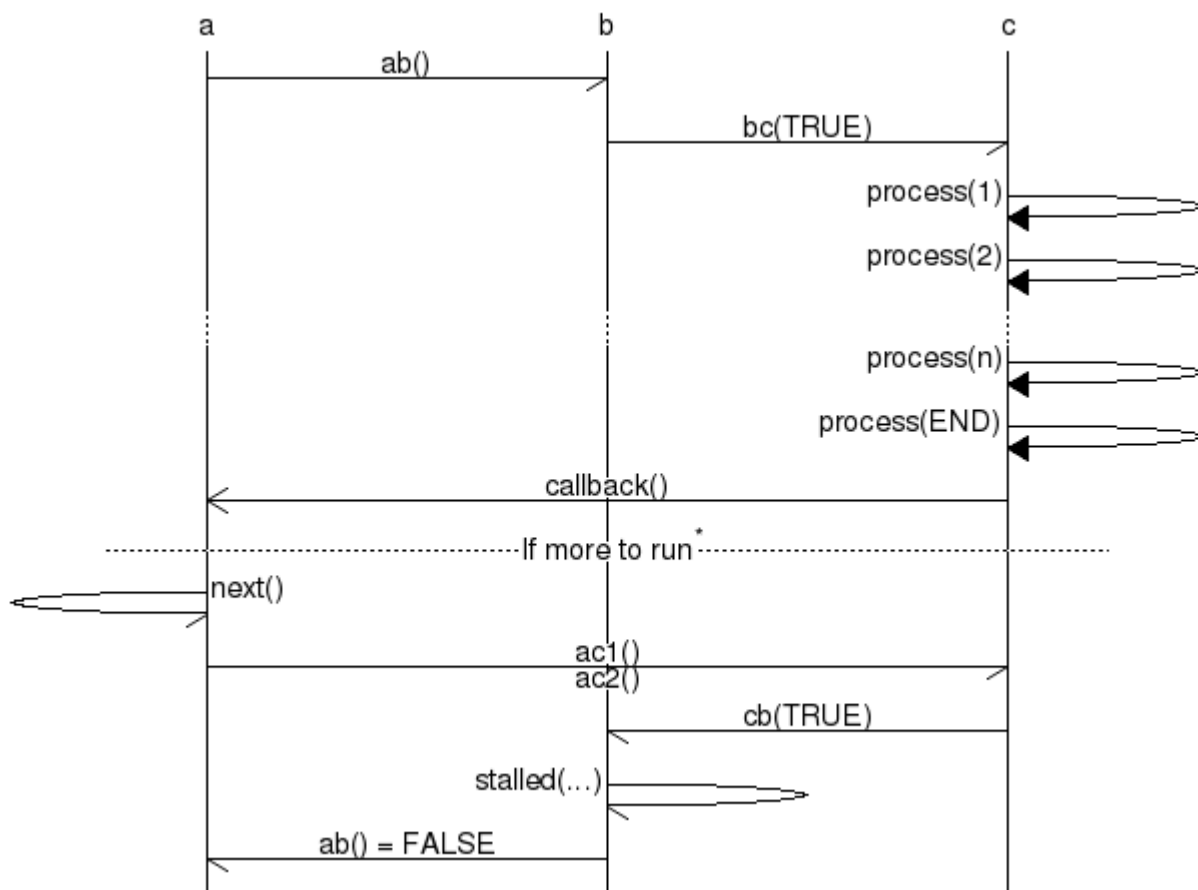 a b c
ab()
bc(TRUE)
process(1)
process(2)
process(n)
process(END)
callback()
If more to run*
next()
ac1()
ac2()
cb(TRUE)
stalled(...)
ab() = FALSE